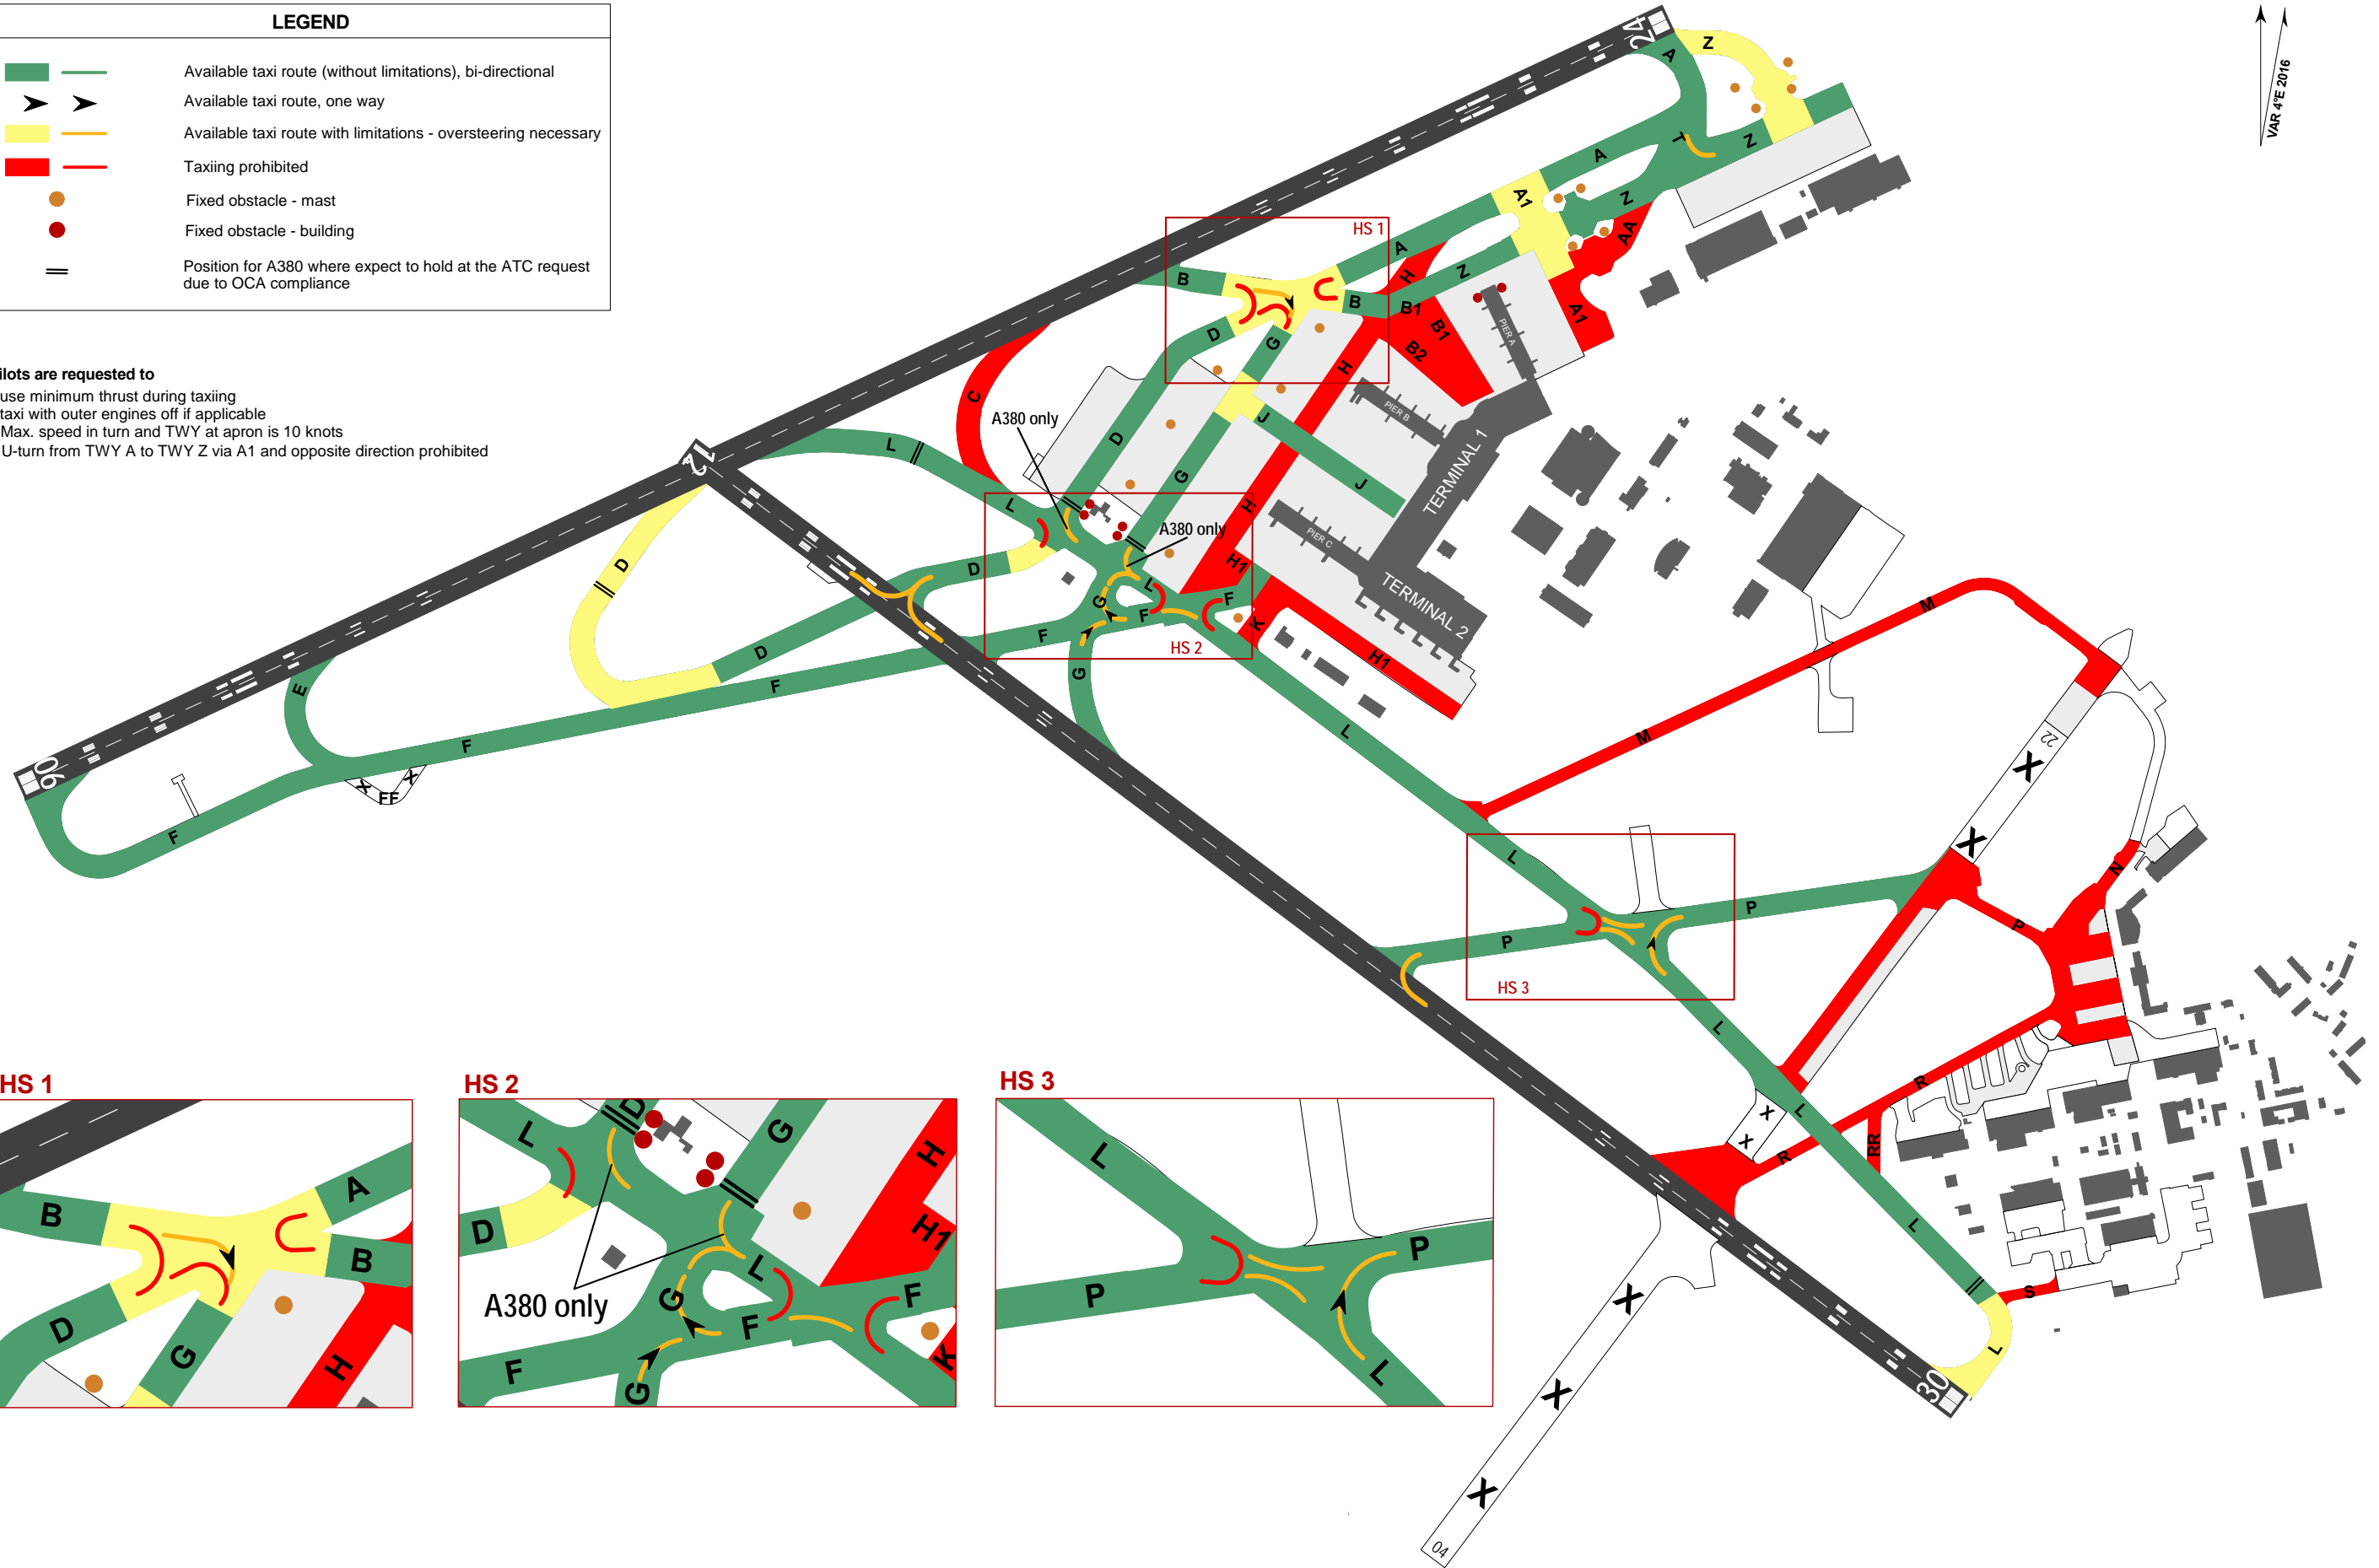 LEGEND
Available taxi route (without limitations), bi-directional
Available taxi route, one way
Available taxi route with limitations - oversteering necessary
Taxiing prohibited
Fixed obstacle - mast
Fixed obstacle - building
Position for A380 where expect to hold at the ATC request
due to OCA compliance
ilots are requested to
use minimum thrust during taxiing
taxi with outer engines off if applicable
Max. speed in turn and TWY at apron is 10 knots
U-turn from TWY A to TWY Z via A1 and opposite direction prohibited
VAR 4°E 2016
24
A
Z
T
Z
A
Z
A1
AA
HS 1
A
H
Z
A1
B
B
B1
B1
B2
PIER A
D
G
H
C
J
PIER B
A380 only
TERMINAL 1
L
D
G
J
12
L
H
A380 only
PIER C
D
D
H1
TERMINAL 2
L
G
F
F
F
K
HS 2
H1
D
G
F
E
L
M
M
F
06
X
X
FF
F
22
X
X
L
N
P
P
P
HS 3
L
R
L
X
X
R
RR
L
S
L
30
X
X
X
04
HS 1
B
A
B
D
G
H
HS 2
L
D
G
H
H1
D
L
G
F
F
A380 only
F
G
K
HS 3
L
P
P
L